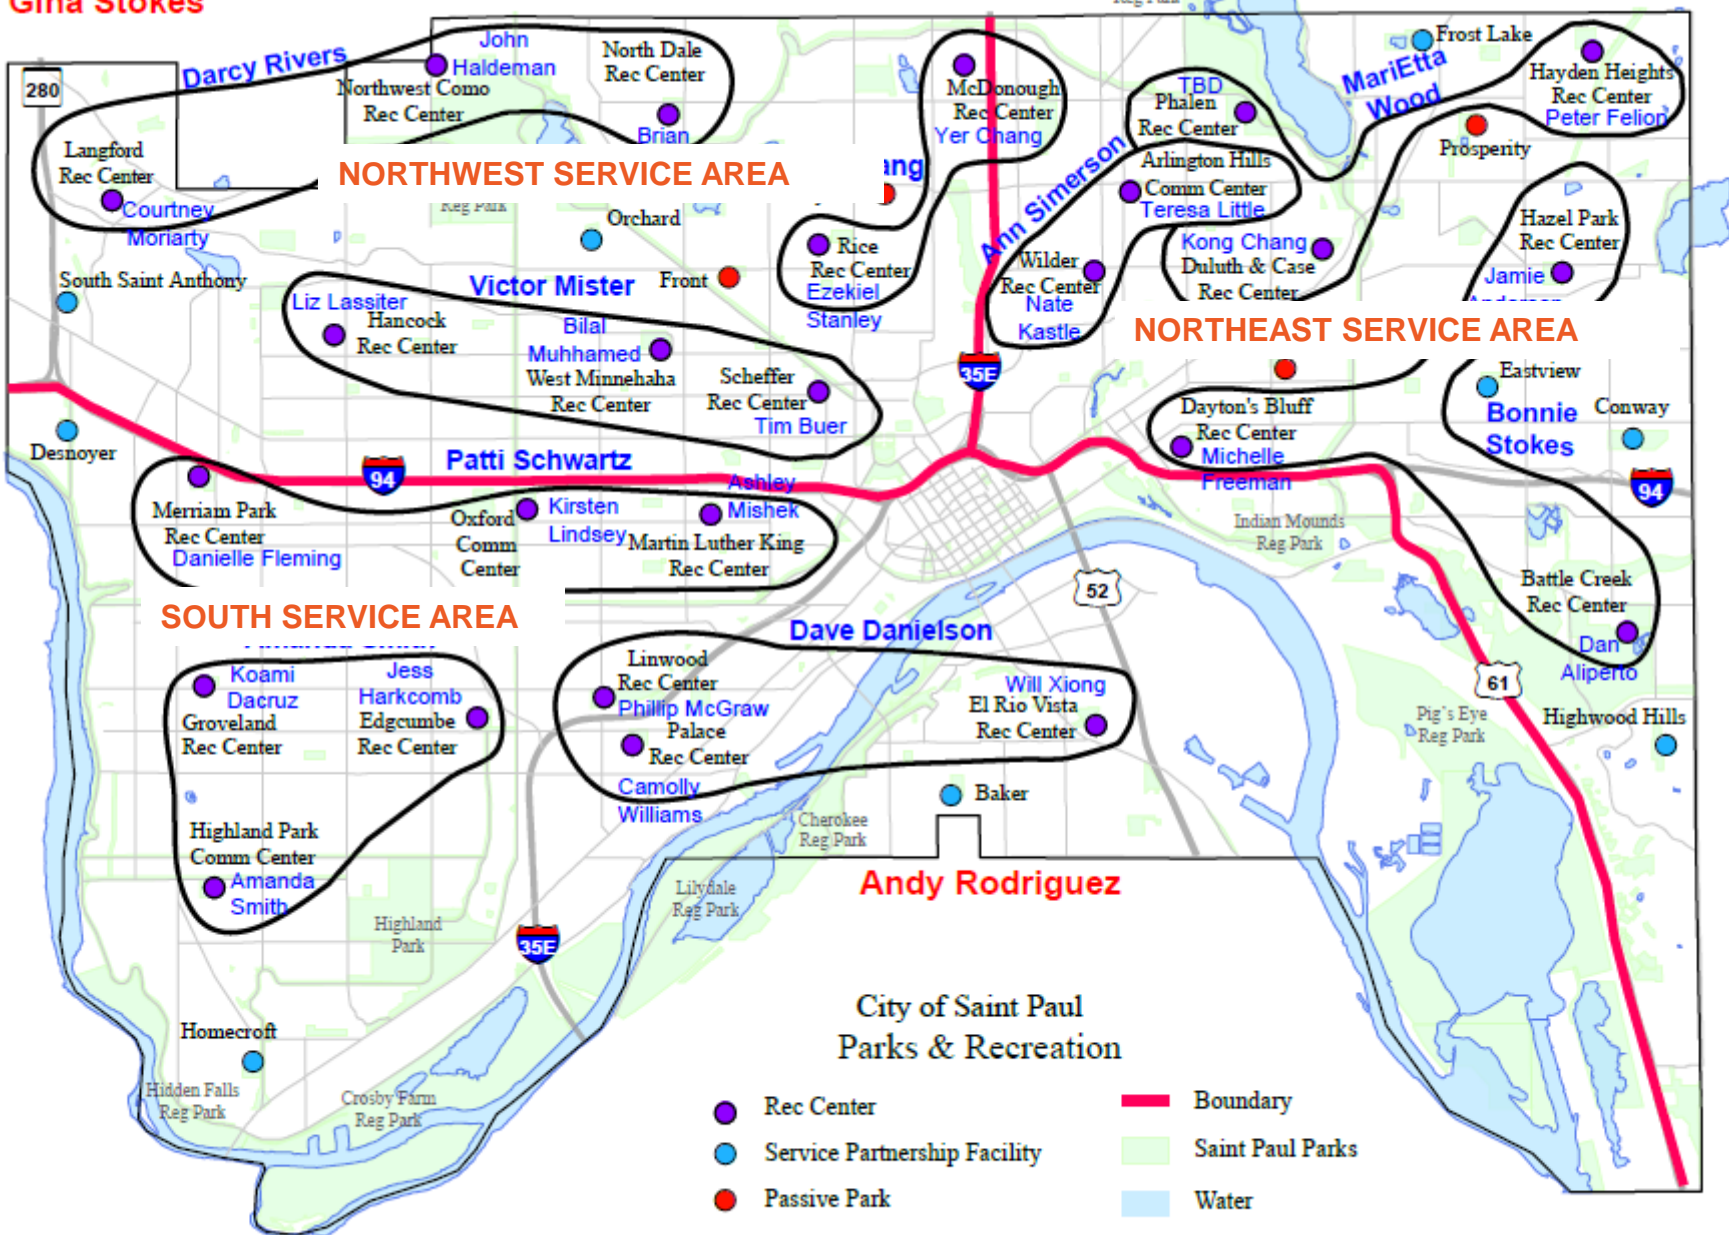 Gina Stokes
Reg Park
280
Darcy Rivers
John
Haldeman
Northwest Como
Rec Center
North Dale
Rec Center
Brian
Langford
Rec Center
Courtney
Moriarty
NORTHWEST SERVICE AREA
Reg Park
Orchard
South Saint Anthony
Front
McDonough
Rec Center
Yer Chang
ang
Rice
Rec Center
Ezekiel
Stanley
Victor Mister
Liz Lassiter
Hancock
Rec Center
Bilal
Muhhamed
West Minnehaha
Rec Center
Scheffer
Rec Center
Tim Buer
Ann Simerson
TBD
Phalen
Rec Center
Arlington Hills
Comm Center
Teresa Little
Wilder
Rec Center
Nate
Kastle
Kong Chang
Duluth & Case
Rec Center
Frost Lake
MariEtta
Wood
Hayden Heights
Rec Center
Peter Felion
Prosperity
Hazel Park
Rec Center
Jamie
NORTHEAST SERVICE AREA
35E
Eastview
Bonnie
Stokes
Conway
Dayton's Bluff
Rec Center
Michelle
Freeman
94
Desnoyer
Patti Schwartz
94
Merriam Park
Rec Center
Danielle Fleming
Oxford
Comm
Center
Kirsten
Lindsey
Ashley
Mishek
Martin Luther King
Rec Center
Indian Mounds
Reg Park
52
Battle Creek
Rec Center
Dan
Aliperto
SOUTH SERVICE AREA
Amanda Smith
Koami
Dacruz
Groveland
Rec Center
Jess
Harkcomb
Edgcumbe
Rec Center
Highland Park
Comm Center
Amanda
Smith
Dave Danielson
Linwood
Rec Center
Phillip McGraw
Palace
Rec Center
Camolly
Williams
Will Xiong
El Rio Vista
Rec Center
61
Pig's Eye
Reg Park
Highwood Hills
Baker
Cherokee
Reg Park
Andy Rodriguez
Lilydale
Reg Park
Highland
Park
35E
Homecroft
Hidden Falls
Reg Park
Crosby Farm
Reg Park
City of Saint Paul
Parks & Recreation
Rec Center
Service Partnership Facility
Passive Park
Boundary
Saint Paul Parks
Water